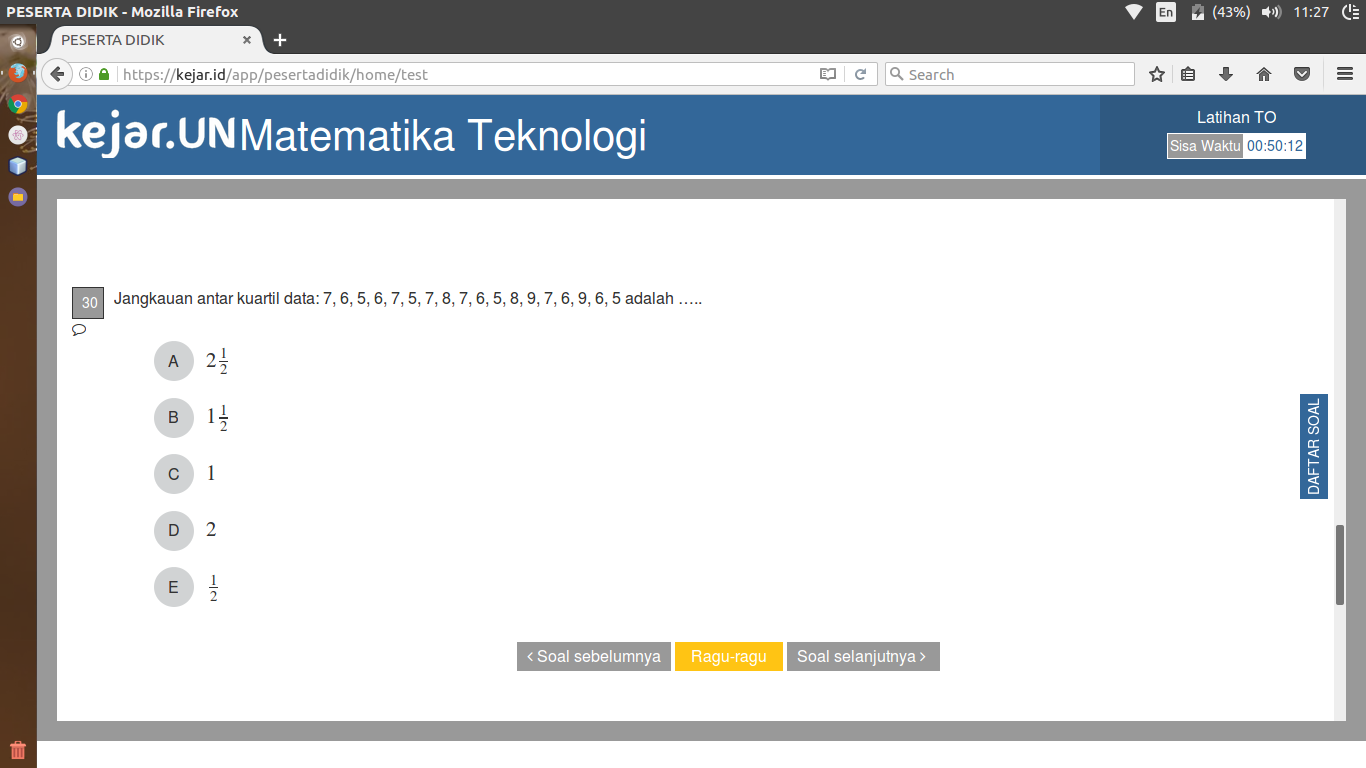 PESERTA DIDIK - Mozilla Firefox
En
(43%)
11:27
PESERTA DIDIK
https://kejar.id/app/pesertadidik/home/test
Search
kejar.UN Matematika Teknologi
Latihan TO
Sisa Waktu 00:50:12
30 Jangkauan antar kuartil data: 7, 6, 5, 6, 7, 5, 7, 8, 7, 6, 5, 8, 9, 7, 6, 9, 6, 5 adalah …..
A 2 1/2
B 1 1/2
C 1
D 2
E 1/2
DAFTAR SOAL
< Soal sebelumnya
Ragu-ragu
Soal selanjutnya >